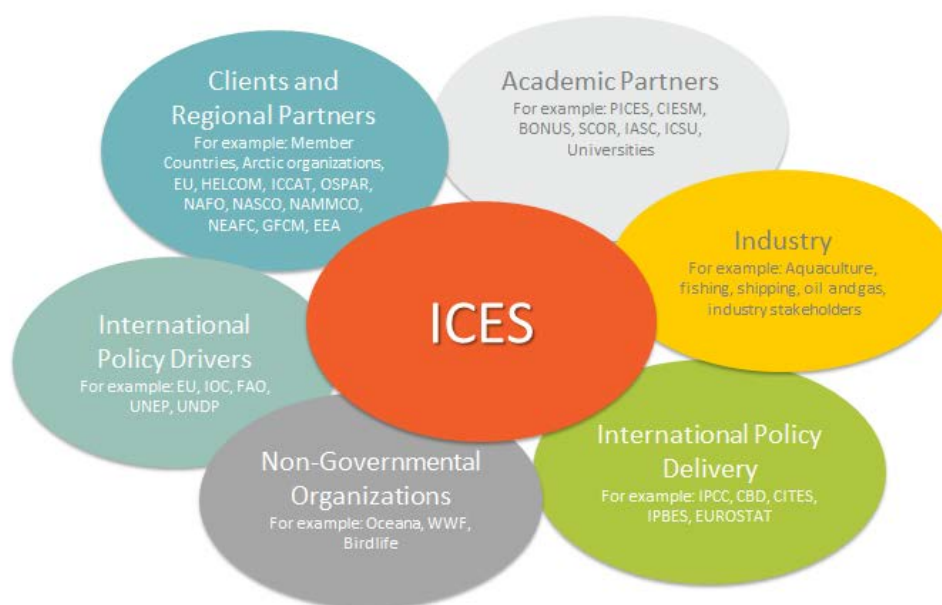 Clients and
Regional Partners
For example: Member
Countries, Arctic organizations,
EU, HELCOM, ICCAT, OSPAR,
NAFO, NASCO, NAMMCO,
NEAFC, GFCM, EEA
Academic Partners
For example: PICES, CIESM,
BONUS, SCOR, IASC, ICSU,
Universities
Industry
For example: Aquaculture,
fishing, shipping, oil andgas,
industry stakeholders
ICES
International
Policy Drivers
For example: EU, IOC, FAO,
UNEP, UNDP
Non-Governmental
Organizations
For example: Oceana, WWF,
Birdlife
International Policy
Delivery
For example: IPCC, CBD, CITES,
IPBES, EUROSTAT